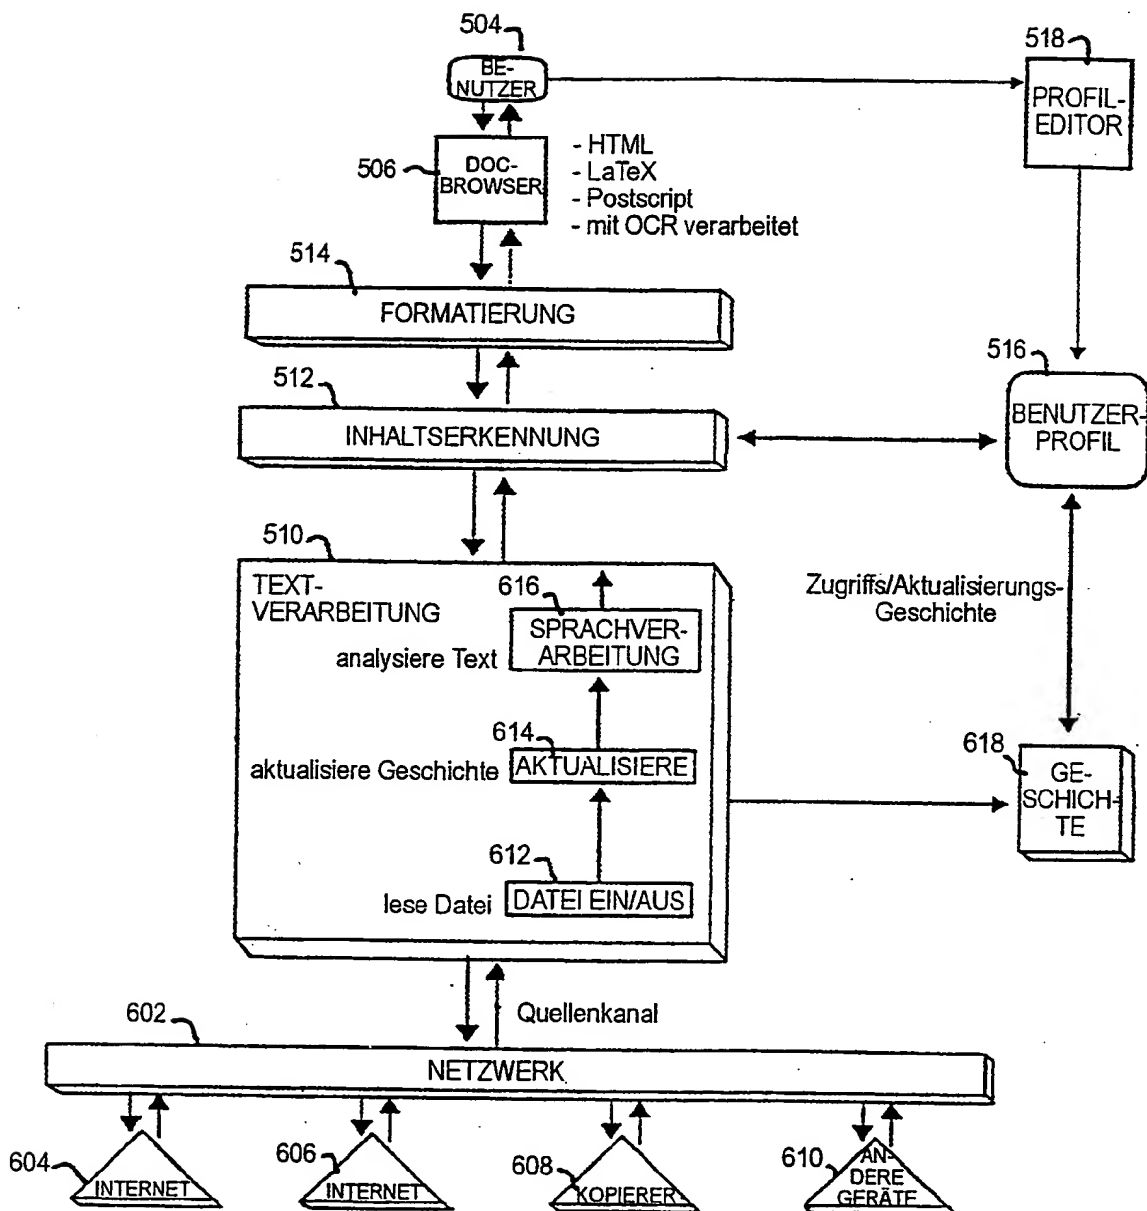 504
BE-
NUTZER
518
PROFIL-
EDITOR
506
DOC-
BROWSER
- HTML
- LaTeX
- Postscript
- mit OCR verarbeitet
514
FORMATIERUNG
512
INHALTSERKENNUNG
516
BENUTZER-
PROFIL
510
TEXT-
VERARBEITUNG
616
SPRACHVER-
ARBEITUNG
analysiere Text
Zugriffs/Aktualisierungs-
Geschichte
614
aktualisiere Geschichte
AKTUALISIERE
618
GE-
SCHICH-
TE
612
lese Datei
DATEI EIN/AUS
Quellenkanal
602
NETZWERK
604
INTERNET
606
INTERNET
608
KOPIERER
610
AN-
DERE
GERÄTE